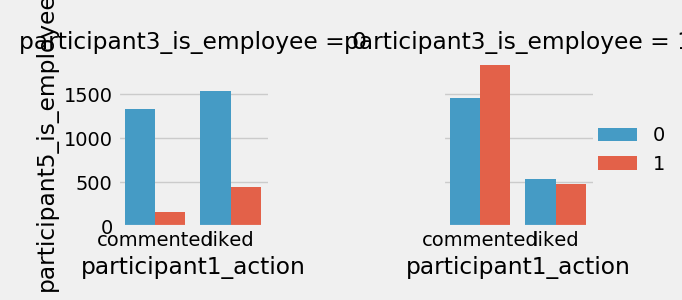 participant3_is_employee = 0
participant3_is_employee = 1
participant5_is_employee
1500
1000
500
0
commented liked
commented liked
participant1_action
participant1_action
0
1